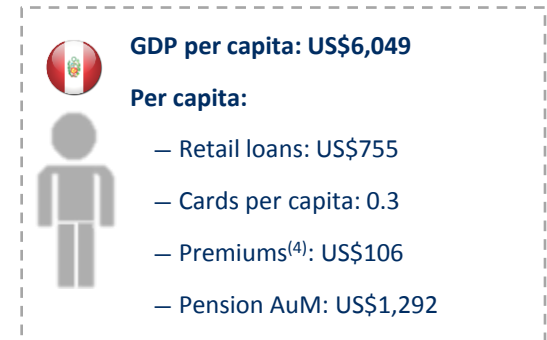 GDP per capita: US$6,049
Per capita:
— Retail loans: US$755
— Cards per capita: 0.3
— Premiums(4): US$106
— Pension AuM: US$1,292